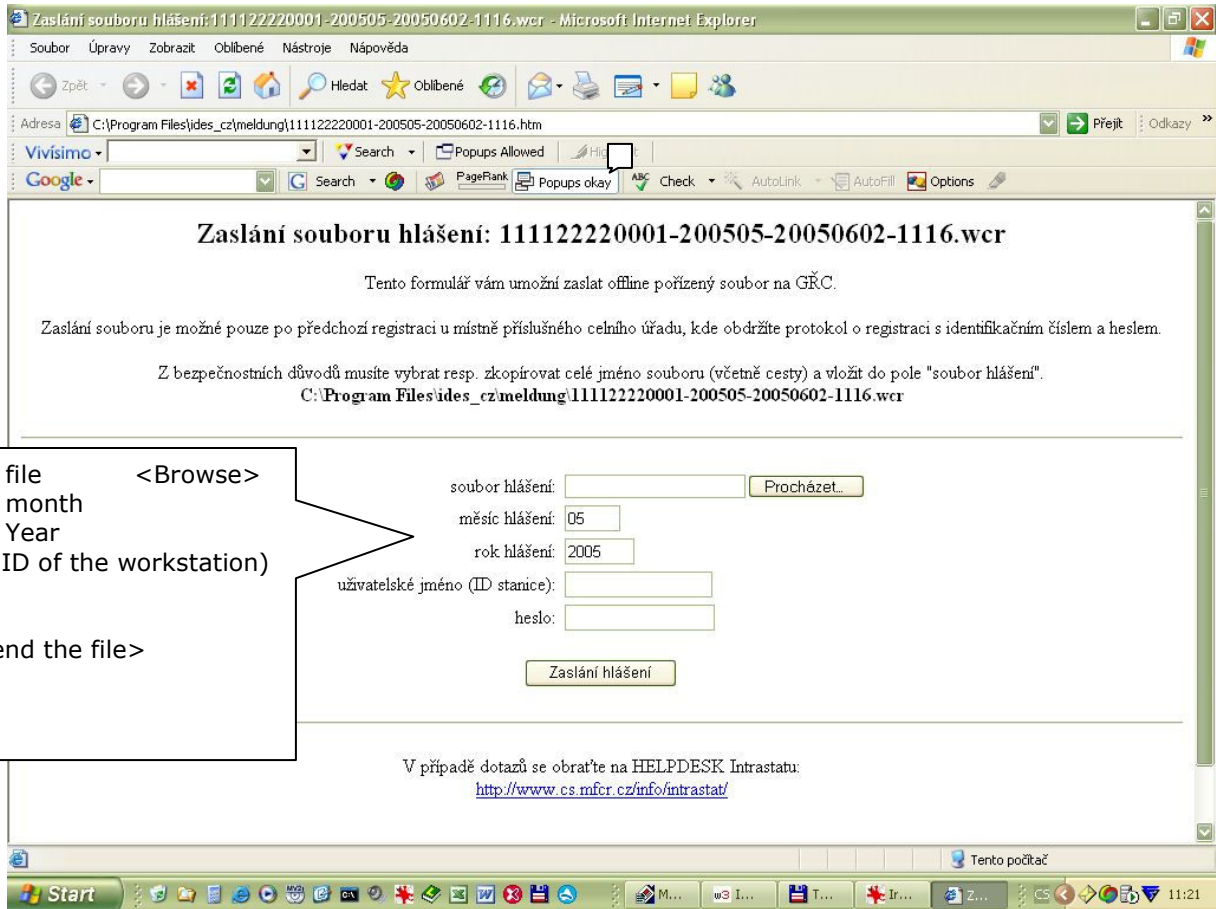 Zaslání souboru hlášení:111122220001-200505-20050602-1116.wcr - Microsoft Internet Explorer
Soubor Úpravy Zobrazit Oblíbené Nástroje Nápověda
Zpět Hledat Oblíbené
Adresa C:\Program Files\ides_cz\meldung\111122220001-200505-20050602-1116.htm Přejít Odkazy »
Vivísimo Search Popups Allowed
Google Search PageRank Popups okay ABC Check AutoLink AutoFill Options
Zaslání souboru hlášení: 111122220001-200505-20050602-1116.wcr
Tento formulář vám umožní zaslat offline pořízený soubor na GŘC.
Zaslání souboru je možné pouze po předchozí registraci u místně příslušného celního úřadu, kde obdržíte protokol o registraci s identifikačním číslem a heslem.
Z bezpečnostních důvodů musíte vybrat resp. zkopírovat celé jméno souboru (včetně cesty) a vložit do pole "soubor hlášení".
C:\Program Files\ides_cz\meldung\111122220001-200505-20050602-1116.wcr
file <Browse>
month
Year
ID of the workstation)
end the file>
soubor hlášení: Procházet...
měsíc hlášení: 05
rok hlášení: 2005
uživatelské jméno (ID stanice):
heslo:
Zaslání hlášení
V případě dotazů se obraťte na HELPDESK Intrastatu:
http://www.cs.mfcr.cz/info/intrastat/
Tento počítač
Start M... w3 I... T... Ir... Z... CS 11:21